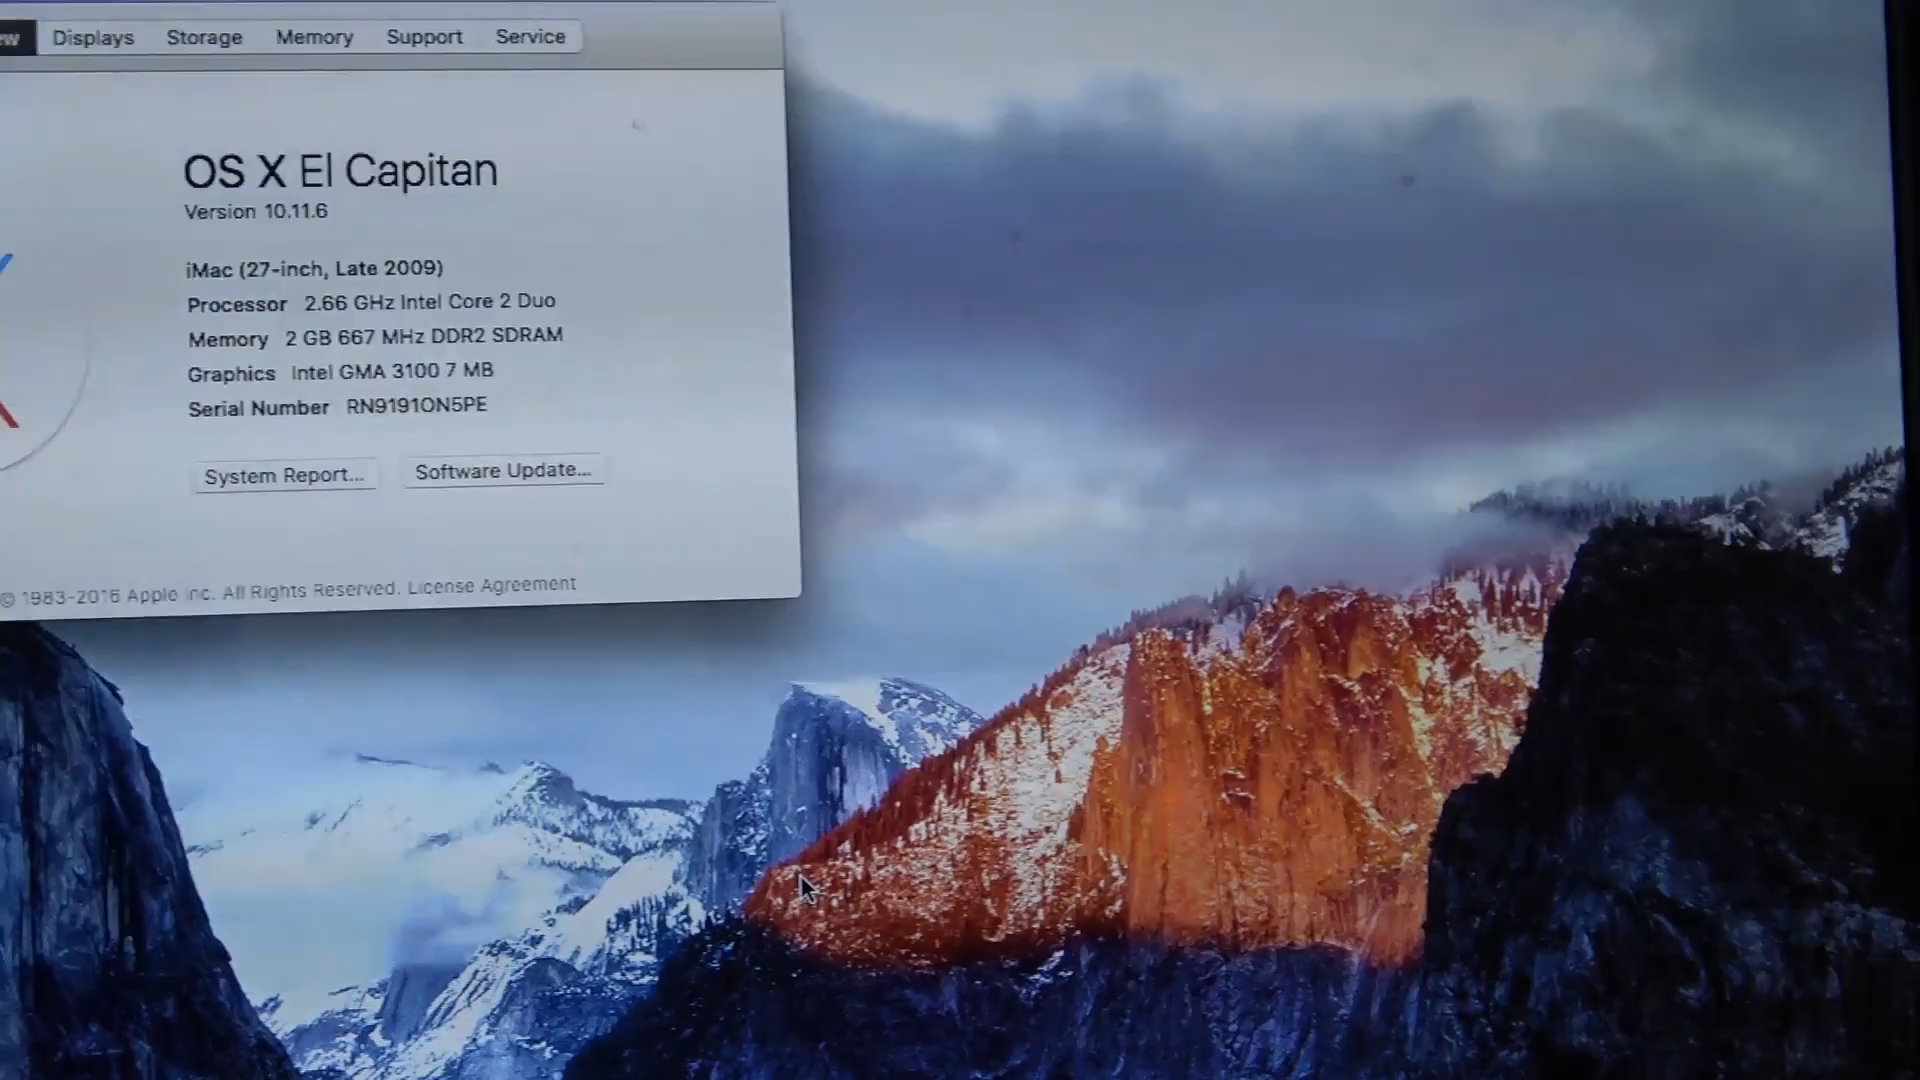 Displays Storage Memory Support Service
OS X El Capitan
Version 10.11.6
iMac (27-inch, Late 2009)
Processor 2.66 GHz Intel Core 2 Duo
Memory 2 GB 667 MHz DDR2 SDRAM
Graphics Intel GMA 3100 7 MB
Serial Number RN9191ON5PE
System Report... Software Update...
© 1983-2016 Apple Inc. All Rights Reserved. License Agreement